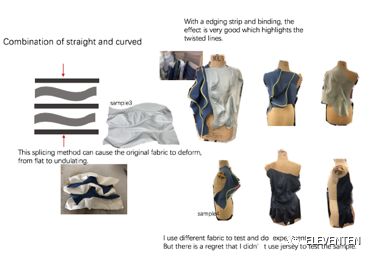 With a edging strip and binding, the
effect is very good which highlights the
twisted lines.
Combination of straight and curved
sample3
This splicing method can cause the original fabric to deform,
from flat to undulating.
sample4
I use different fabric to test and do
But there is a regret that I didn't use jersey to test the sample.
ELEVENTEN